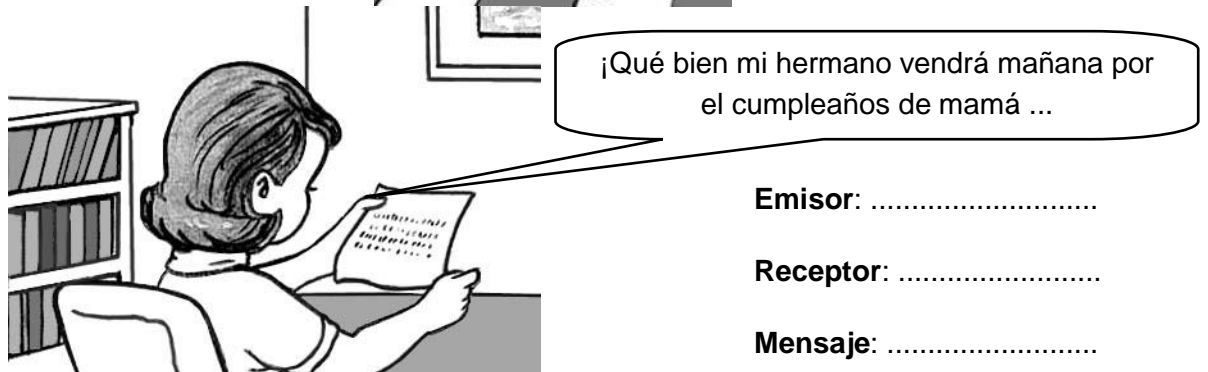 ¡Qué bien mi hermano vendrá mañana por
el cumpleaños de mamá ...
Emisor: ............................
Receptor: .........................
Mensaje: ..........................